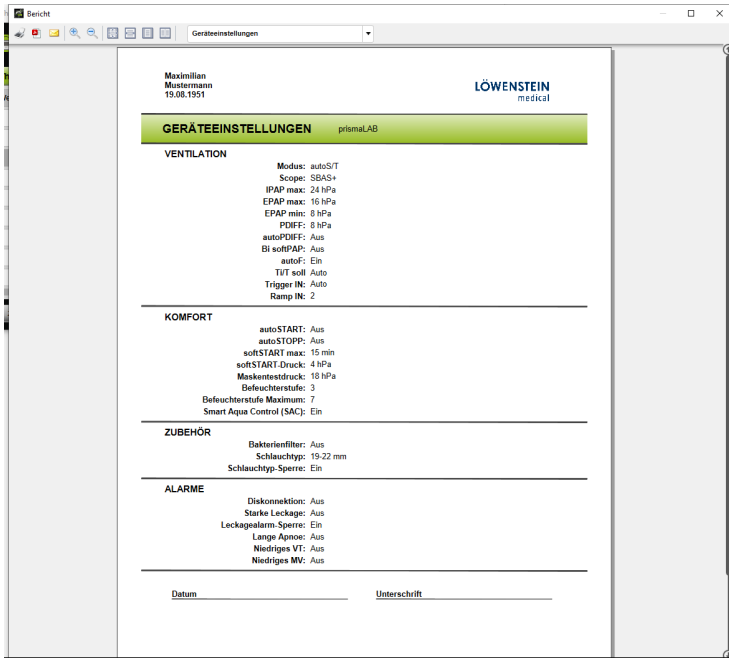 Bericht
Geräteeinstellungen
Maximilian
Mustermann
19.08.1951
LÖWENSTEIN
medical
GERÄTEEINSTELLUNGEN prismaLAB
VENTILATION
Modus: autoS/T
Scope: SBAS+
IPAP max: 24 hPa
EPAP max: 16 hPa
EPAP min: 8 hPa
PDIFF: 8 hPa
autoPDIFF: Aus
Bi softPAP: Aus
autoF: Ein
Ti/T soll Auto
Trigger IN: Auto
Ramp IN: 2
KOMFORT
autoSTART: Aus
autoSTOPP: Aus
softSTART max: 15 min
softSTART-Druck: 4 hPa
Maskentestdruck: 18 hPa
Befeuchterstufe: 3
Befeuchterstufe Maximum: 7
Smart Aqua Control (SAC): Ein
ZUBEHÖR
Bakterienfilter: Aus
Schlauchtyp: 19-22 mm
Schlauchtyp-Sperre: Ein
ALARME
Diskonnektion: Aus
Starke Leckage: Aus
Leckagealarm-Sperre: Ein
Lange Apnoe: Aus
Niedriges VT: Aus
Niedriges MV: Aus
Datum Unterschrift